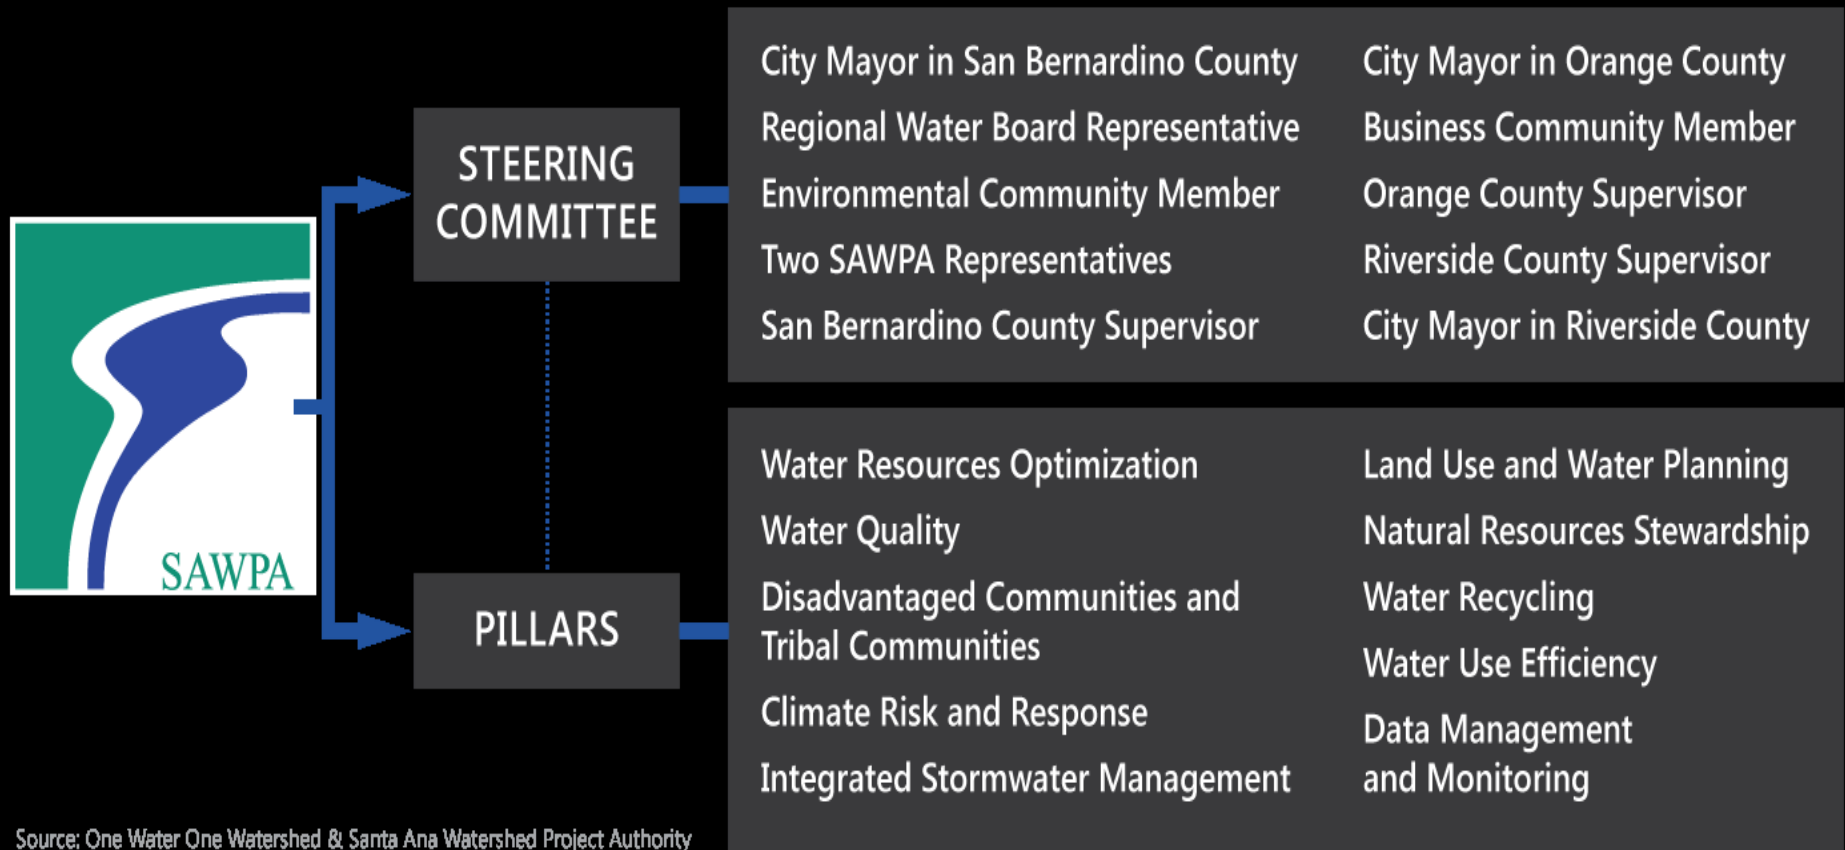 SAWPA
STEERING
COMMITTEE
City Mayor in San Bernardino County
Regional Water Board Representative
Environmental Community Member
Two SAWPA Representatives
San Bernardino County Supervisor
City Mayor in Orange County
Business Community Member
Orange County Supervisor
Riverside County Supervisor
City Mayor in Riverside County
PILLARS
Water Resources Optimization
Water Quality
Disadvantaged Communities and
Tribal Communities
Climate Risk and Response
Integrated Stormwater Management
Land Use and Water Planning
Natural Resources Stewardship
Water Recycling
Water Use Efficiency
Data Management
and Monitoring
Source: One Water One Watershed & Santa Ana Watershed Project Authority